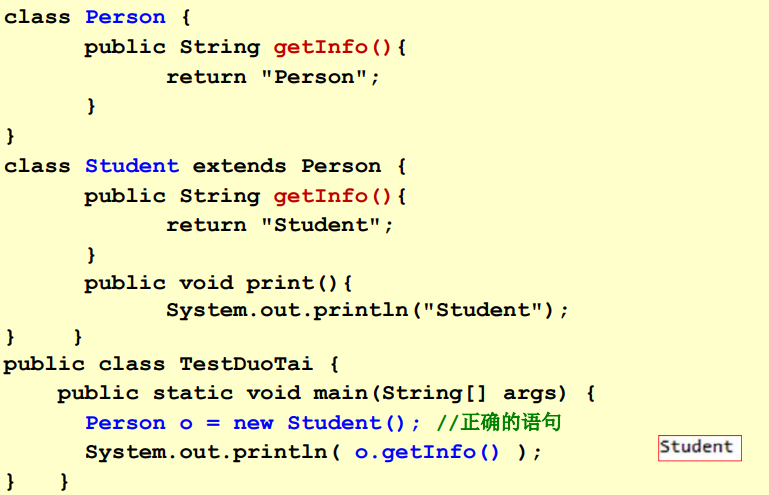 class Person {
public String getInfo(){
return "Person";
}
}
class Student extends Person {
public String getInfo(){
return "Student";
}
public void print(){
System.out.println("Student");
} }
public class TestDuoTai {
public static void main(String[] args) {
Person o = new Student(); //正确的语句
System.out.println( o.getInfo() );
Student
} }